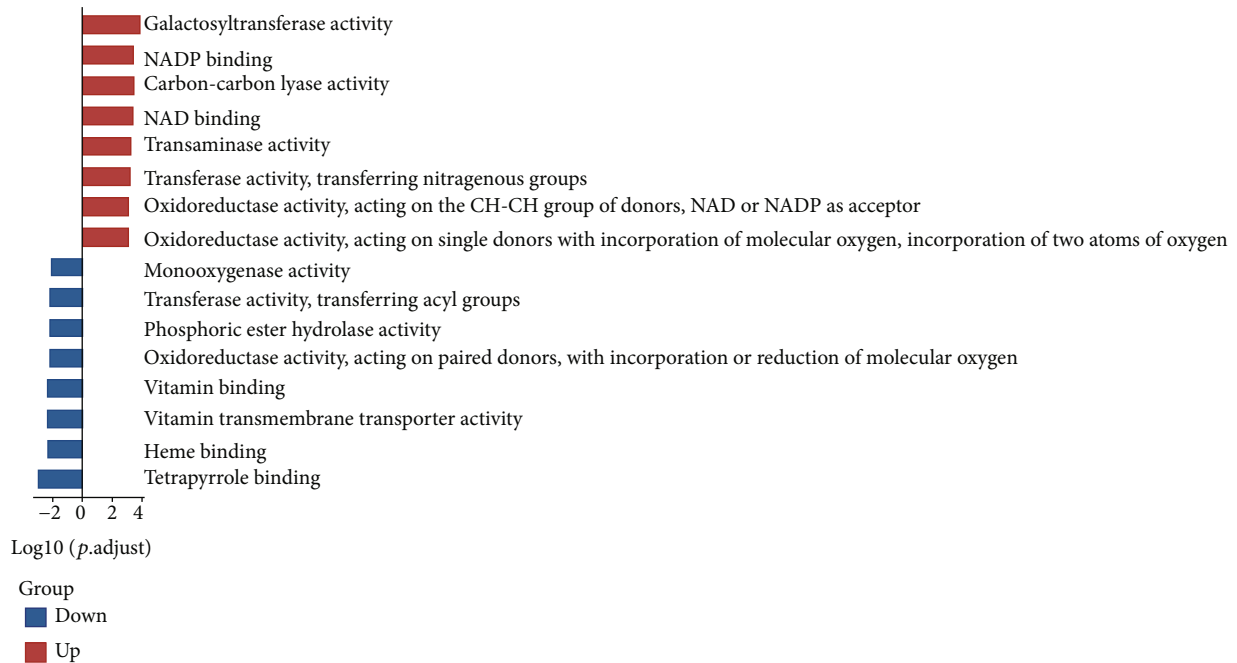 Galactosyltransferase activity
NADP binding
Carbon-carbon lyase activity
NAD binding
Transaminase activity
Transferase activity, transferring nitragenous groups
Oxidoreductase activity, acting on the CH-CH group of donors, NAD or NADP as acceptor
Oxidoreductase activity, acting on single donors with incorporation of molecular oxygen, incorporation of two atoms of oxygen
Monooxygenase activity
Transferase activity, transferring acyl groups
Phosphoric ester hydrolase activity
Oxidoreductase activity, acting on paired donors, with incorporation or reduction of molecular oxygen
Vitamin binding
Vitamin transmembrane transporter activity
Heme binding
Tetrapyrrole binding
−2 0 2 4
Log10 (p.adjust)
Group
Down
Up